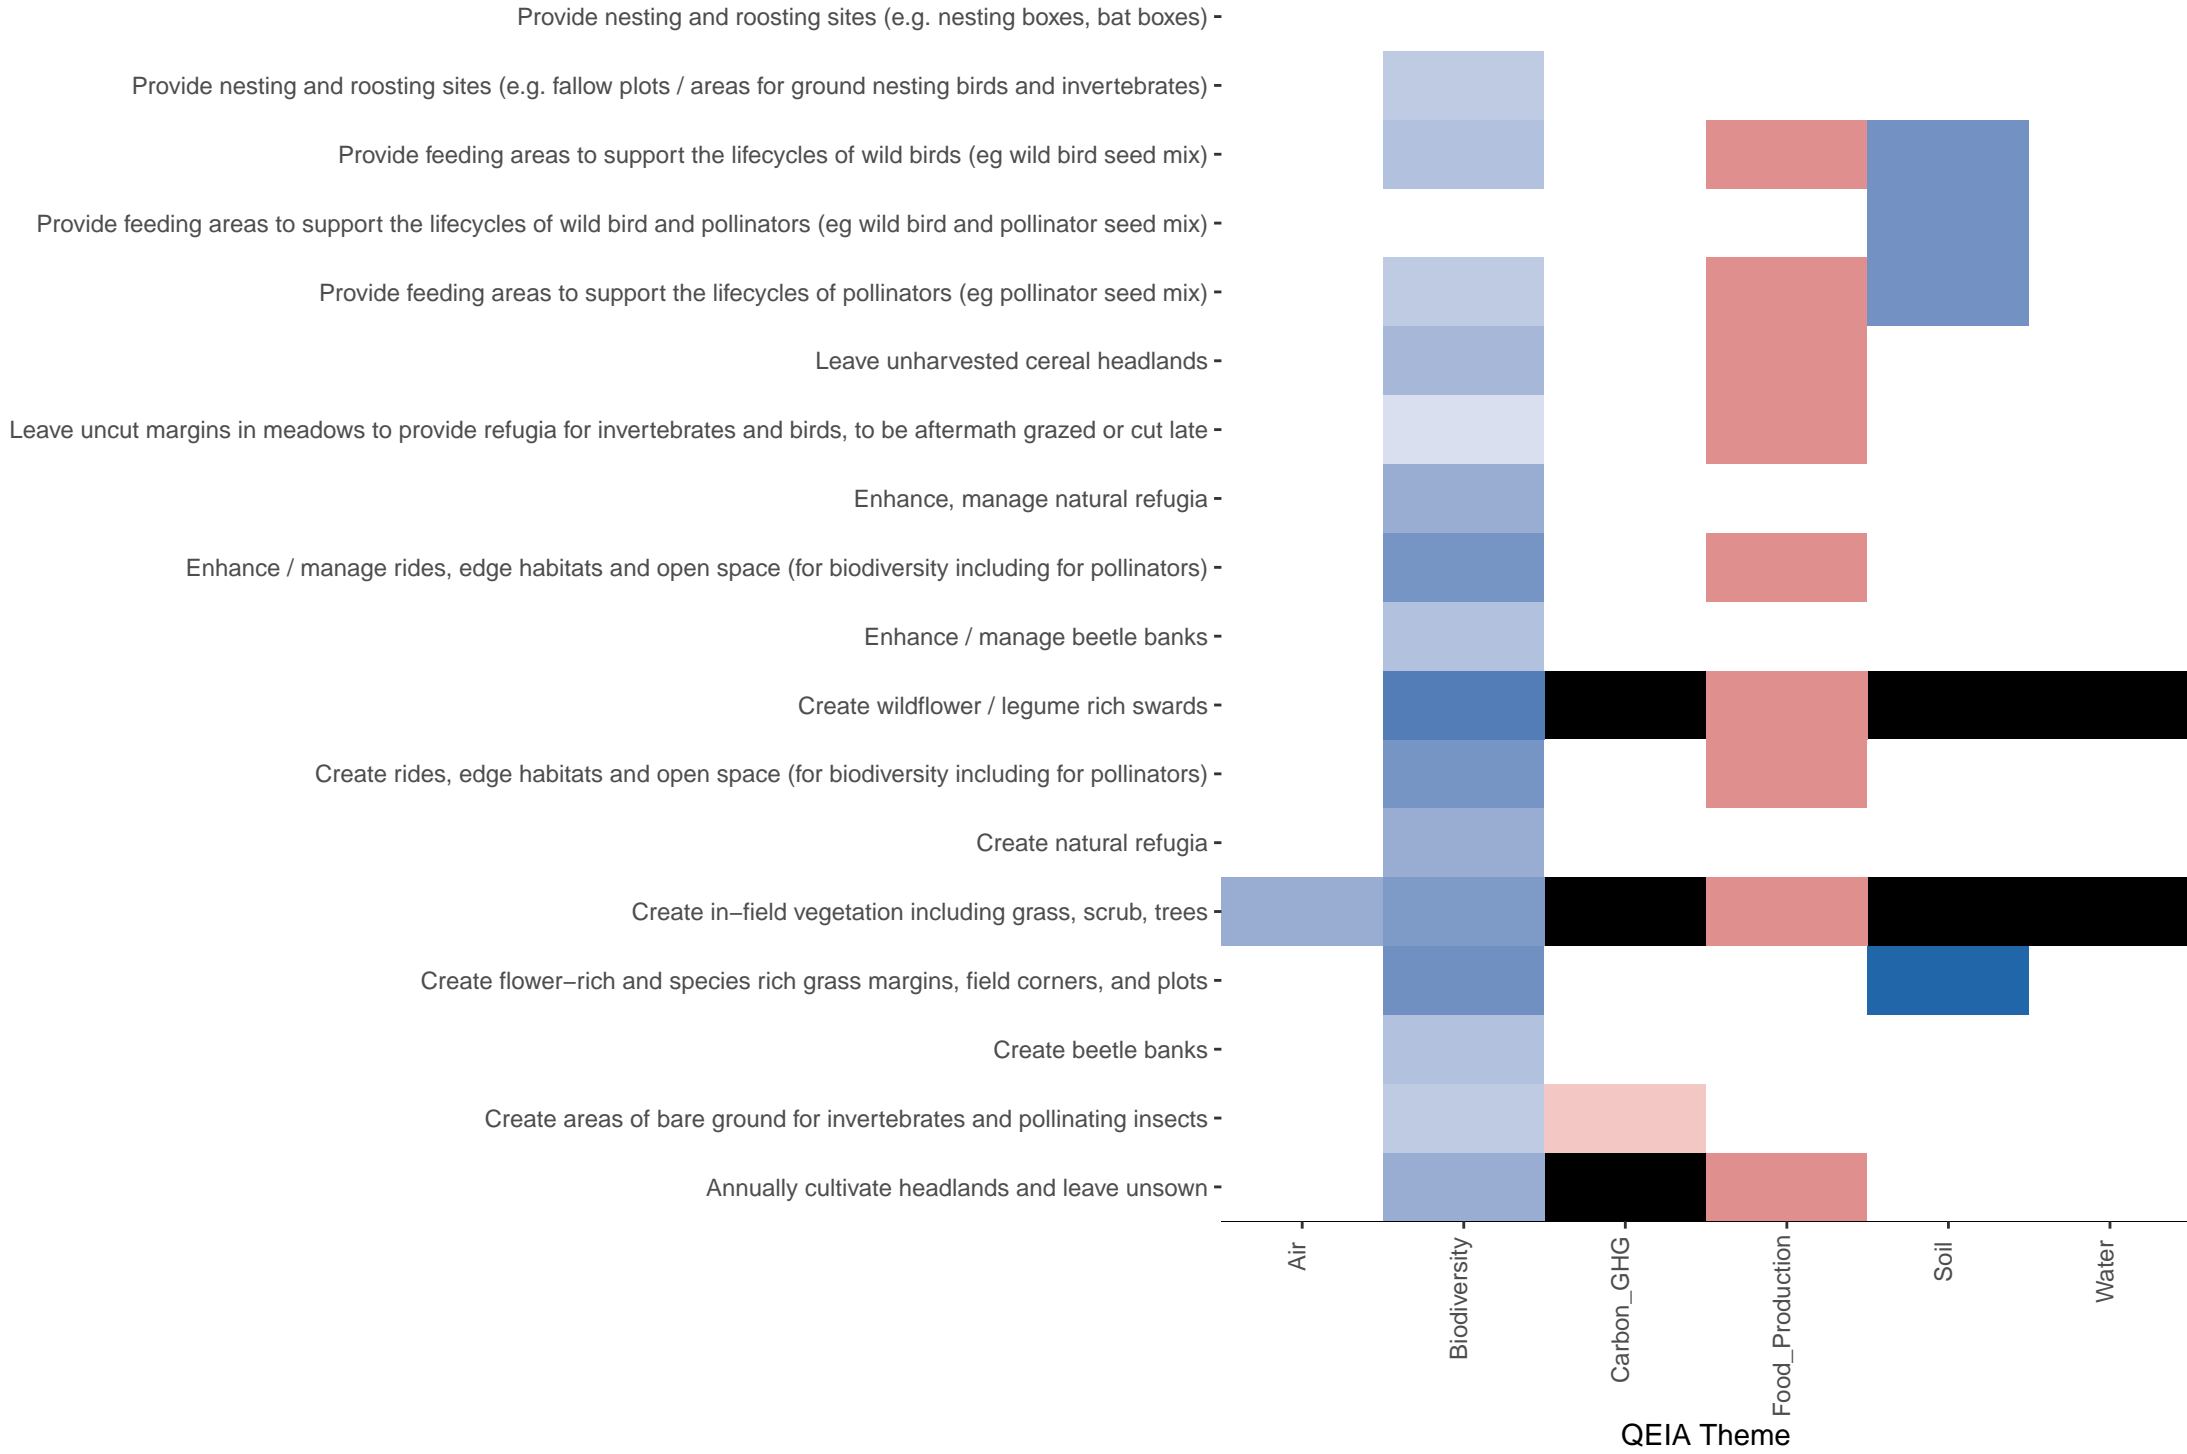 Provide nesting and roosting sites (e.g. nesting boxes, bat boxes)
Provide nesting and roosting sites (e.g. fallow plots / areas for ground nesting birds and invertebrates)
Provide feeding areas to support the lifecycles of wild birds (eg wild bird seed mix)
Provide feeding areas to support the lifecycles of wild bird and pollinators (eg wild bird and pollinator seed mix)
Provide feeding areas to support the lifecycles of pollinators (eg pollinator seed mix)
Leave unharvested cereal headlands
Leave uncut margins in meadows to provide refugia for invertebrates and birds, to be aftermath grazed or cut late
Enhance, manage natural refugia
Enhance / manage rides, edge habitats and open space (for biodiversity including for pollinators)
Enhance / manage beetle banks
Create wildflower / legume rich swards
Create rides, edge habitats and open space (for biodiversity including for pollinators)
Create natural refugia
Create in−field vegetation including grass, scrub, trees
Create flower−rich and species rich grass margins, field corners, and plots
Create beetle banks
Create areas of bare ground for invertebrates and pollinating insects
Annually cultivate headlands and leave unsown
Air
Biodiversity
Carbon_GHG
Food_Production
Soil
Water
QEIA Theme